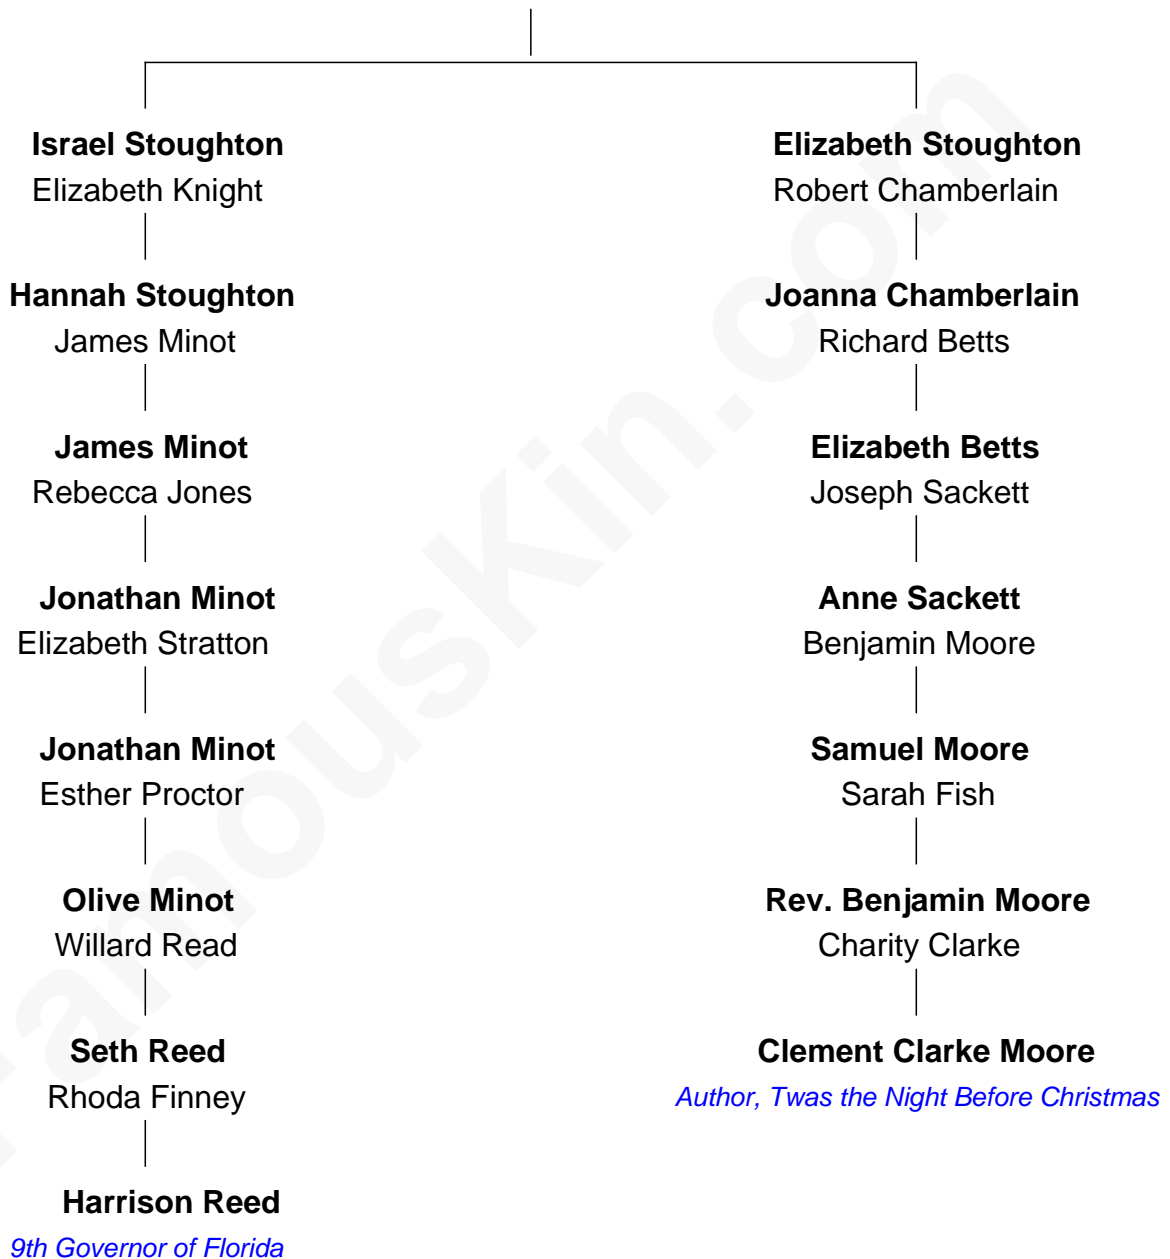 Israel Stoughton
Elizabeth Knight
Hannah Stoughton
James Minot
James Minot
Rebecca Jones
Jonathan Minot
Elizabeth Stratton
Jonathan Minot
Esther Proctor
Olive Minot
Willard Read
Seth Reed
Rhoda Finney
Harrison Reed
9th Governor of Florida
Elizabeth Stoughton
Robert Chamberlain
Joanna Chamberlain
Richard Betts
Elizabeth Betts
Joseph Sackett
Anne Sackett
Benjamin Moore
Samuel Moore
Sarah Fish
Rev. Benjamin Moore
Charity Clarke
Clement Clarke Moore
Author, Twas the Night Before Christmas
FamousKin.com